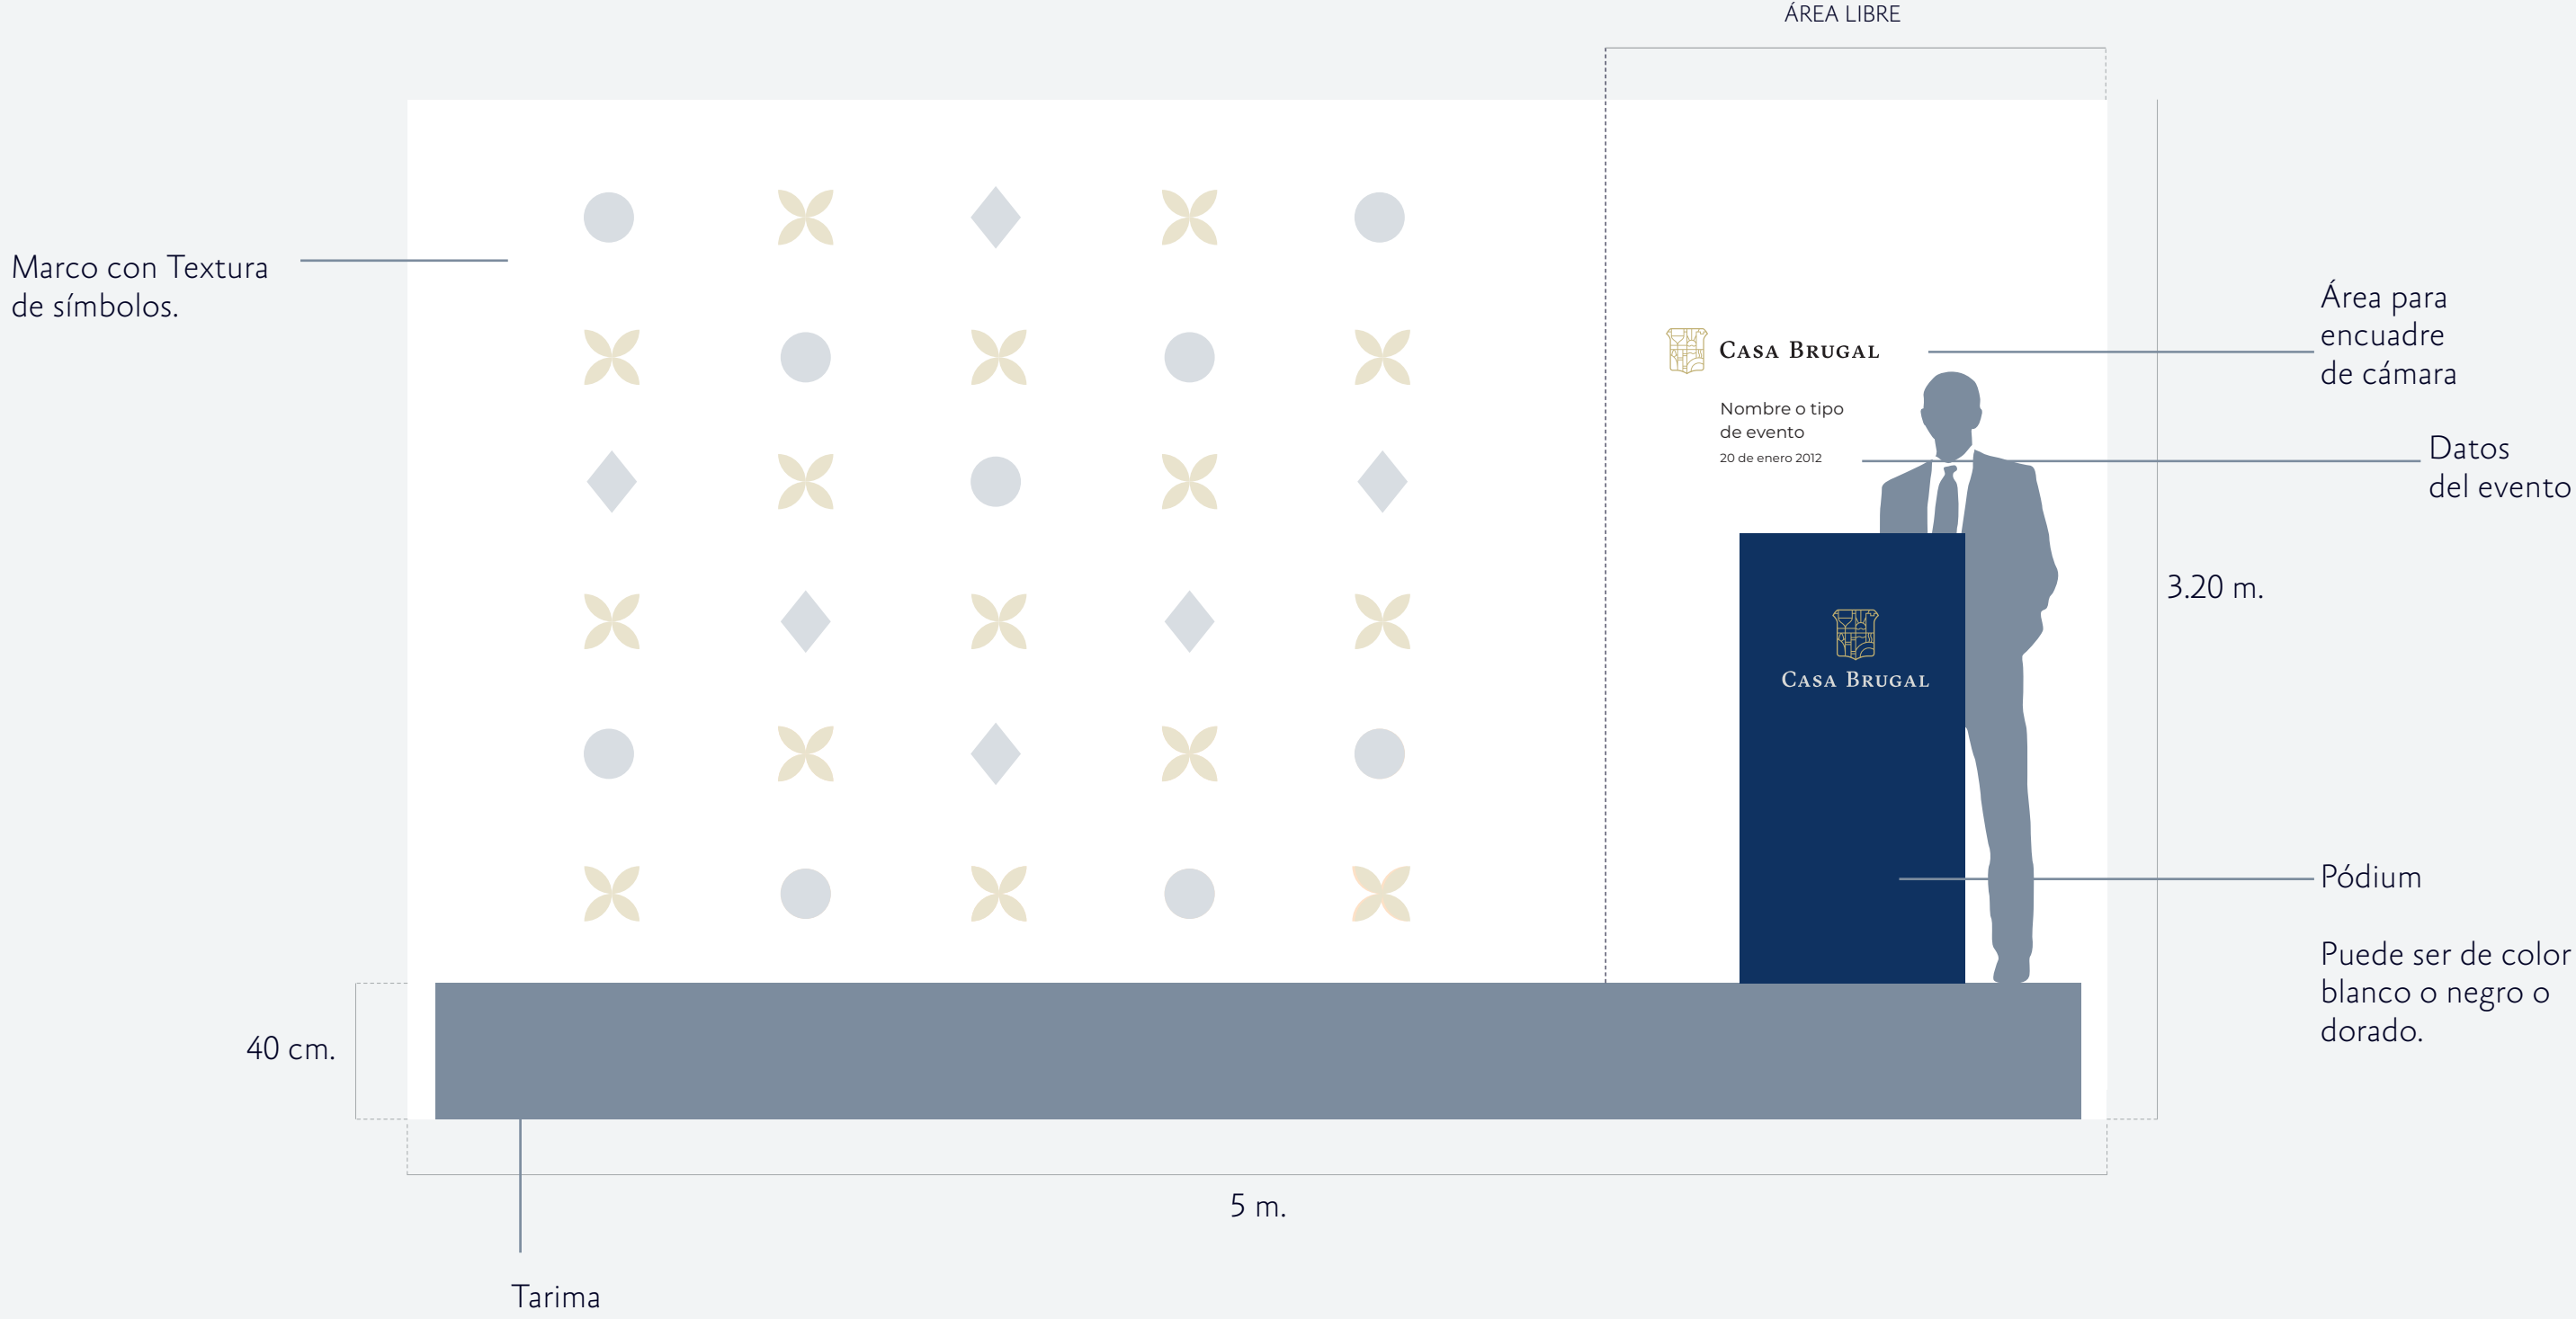 ÁREA LIBRE
Marco con Textura
de símbolos.
Área para
encuadre
de cámara
CASA BRUGAL
Nombre o tipo
de evento
20 de enero 2012
Datos
del evento
3.20 m.
CASA BRUGAL
Pódium
Puede ser de color
blanco o negro o
dorado.
40 cm.
5 m.
Tarima